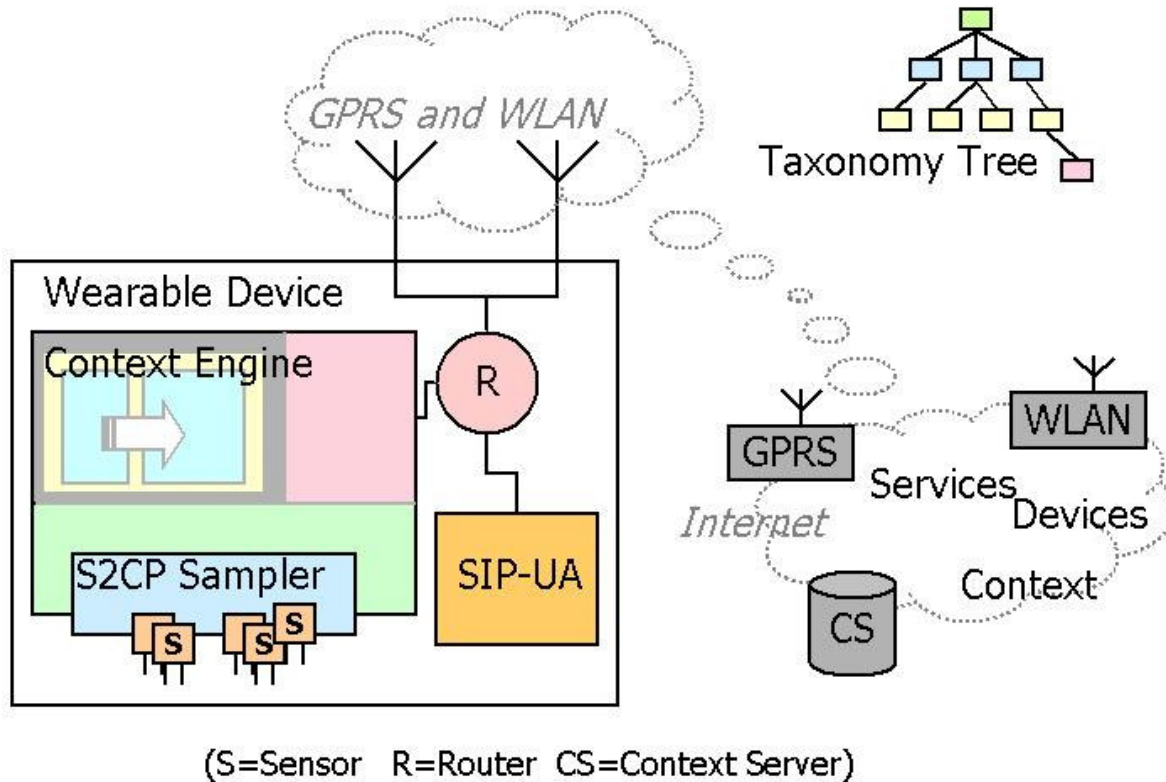 GPRS and WLAN
Taxonomy Tree
Wearable Device
Context Engine
R
S2CP Sampler
S
S
S
SIP-UA
GPRS
WLAN
Services
Devices
Internet
Context
CS
(S=Sensor R=Router CS=Context Server)